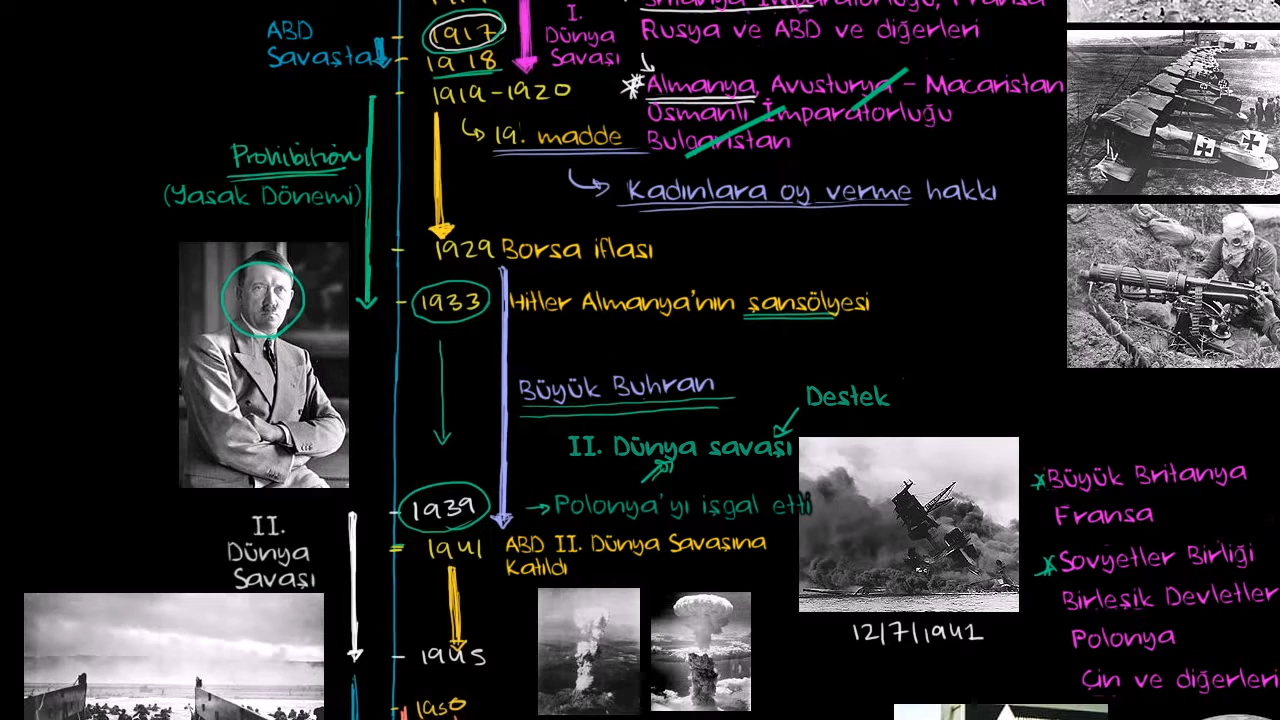 ABD
Savaşta
1917
1918
1919-1920
I.
Dünya
Savaşı
Britanya İmparatorluğu, Fransa
Rusya ve ABD ve diğerleri
Almanya, Avusturya - Macaristan
Osmanlı İmparatorluğu
Bulgaristan
19. madde
Kadınlara oy verme hakkı
Prohibition
(Yasak Dönemi)
1929 Borsa iflası
1933 Hitler Almanya'nın şansölyesi
Büyük Buhran
Destek
II. Dünya savaşı
1939 Polonya'yı işgal etti
II.
Dünya
Savaşı
1941 ABD II. Dünya Savaşına
Katıldı
12/7/1941
Büyük Britanya
Fransa
Sovyetler Birliği
Birleşik Devletler
Polonya
Çin ve diğerleri
1945
1950